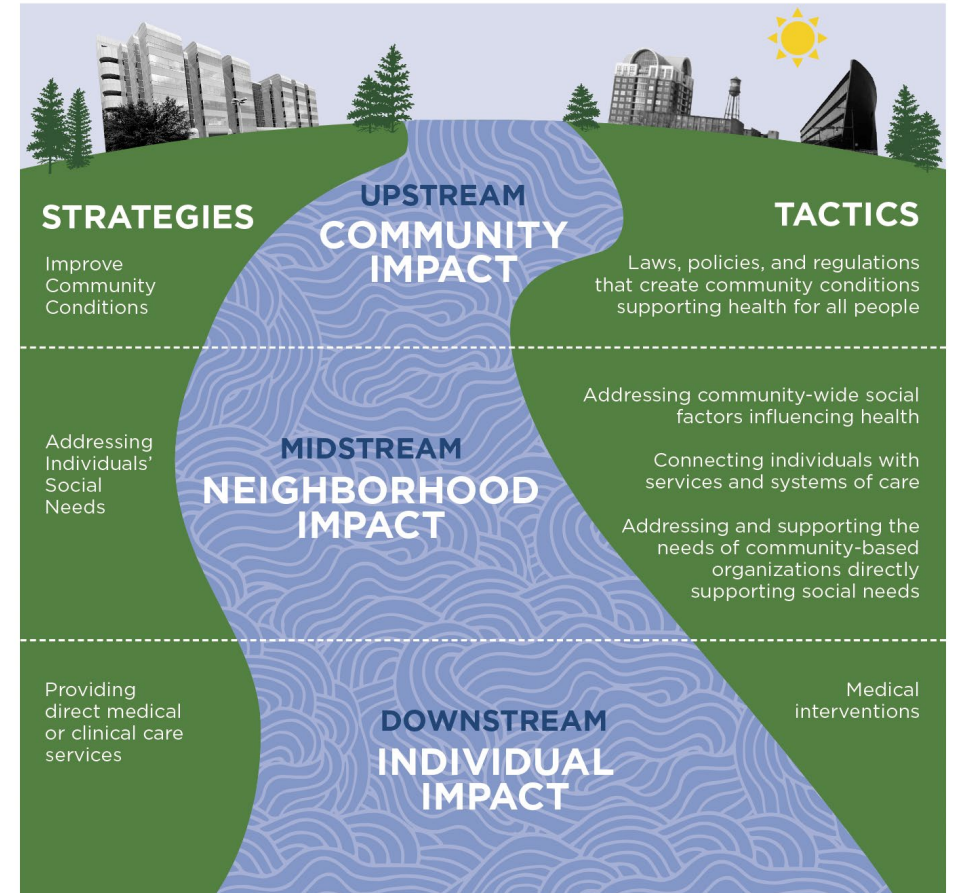 STRATEGIES
TACTICS
UPSTREAM
COMMUNITY
IMPACT
Improve
Community
Conditions
Laws, policies, and regulations
that create community conditions
supporting health for all people
MIDSTREAM
NEIGHBORHOOD
IMPACT
Addressing
Individuals’
Social
Needs
Addressing community-wide social
factors influencing health
Connecting individuals with
services and systems of care
Addressing and supporting the
needs of community-based
organizations directly
supporting social needs
DOWNSTREAM
INDIVIDUAL
IMPACT
Providing
direct medical
or clinical care
services
Medical
interventions